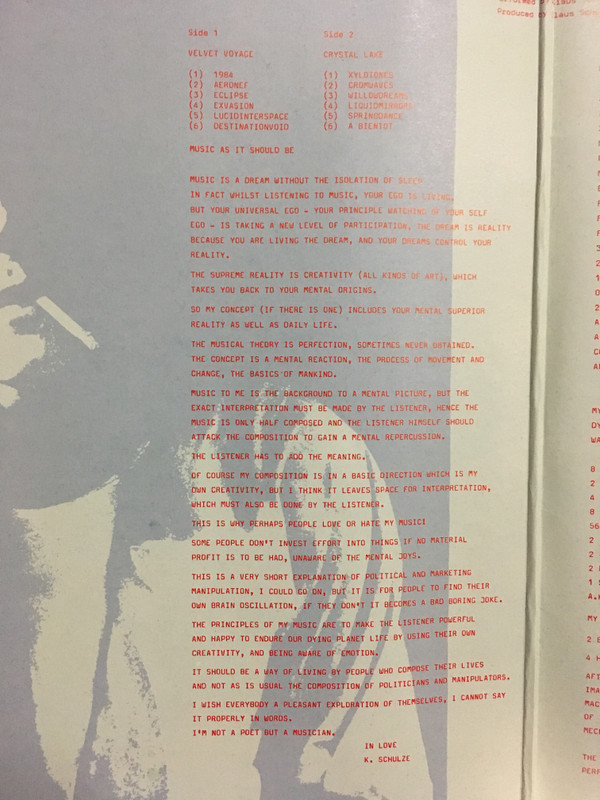 Side 1
VELVET VOYAGE
(1) 1984
(2) AERONEF
(3) ECLIPSE
(4) EXVASION
(5) LUCIDINTERSPACE
(6) DESTINATIONVOID
Side 2
CRYSTAL LAKE
(1) XYLOTONES
(2) CHROMWAVES
(3) WILLOWDREAMS
(4) LIQUIDMIRRORS
(5) SPRINGDANCE
(6) A BIENTOT
MUSIC AS IT SHOULD BE
MUSIC IS A DREAM WITHOUT THE ISOLATION OF SLEEP
IN FACT WHILST LISTENING TO MUSIC, YOUR EGO IS LIVING,
BUT YOUR UNIVERSAL EGO - YOUR PRINCIPLE WATCHING OF YOUR SELF
EGO - IS TAKING A NEW LEVEL OF PARTICIPATION, THE DREAM IS REALITY
BECAUSE YOU ARE LIVING THE DREAM, AND YOUR DREAMS CONTROL YOUR
REALITY.
THE SUPREME REALITY IS CREATIVITY (ALL KINDS OF ART), WHICH
TAKES YOU BACK TO YOUR MENTAL ORIGINS.
SO MY CONCEPT (IF THERE IS ONE) INCLUDES YOUR MENTAL SUPERIOR
REALITY AS WELL AS DAILY LIFE.
THE MUSICAL THEORY IS PERFECTION, SOMETIMES NEVER OBTAINED.
THE CONCEPT IS A MENTAL REACTION, THE PROCESS OF MOVEMENT AND
CHANGE, THE BASICS OF MANKIND.
MUSIC TO ME IS THE BACKGROUND TO A MENTAL PICTURE, BUT THE
EXACT INTERPRETATION MUST BE MADE BY THE LISTENER, HENCE THE
MUSIC IS ONLY HALF COMPOSED AND THE LISTENER HIMSELF SHOULD
ATTACK THE COMPOSITION TO GAIN A MENTAL REPERCUSSION.
THE LISTENER HAS TO ADD THE MEANING.
OF COURSE MY COMPOSITION IS IN A BASIC DIRECTION WHICH IS MY
OWN CREATIVITY, BUT I THINK IT LEAVES SPACE FOR INTERPRETATION,
WHICH MUST ALSO BE DONE BY THE LISTENER.
THIS IS WHY PERHAPS PEOPLE LOVE OR HATE MY MUSIC!
SOME PEOPLE DON'T INVEST EFFORT INTO THINGS IF NO MATERIAL
PROFIT IS TO BE HAD, UNAWARE OF THE MENTAL JOYS.
THIS IS A VERY SHORT EXPLANATION OF POLITICAL AND MARKETING
MANIPULATION, I COULD GO ON, BUT IT IS FOR PEOPLE TO FIND THEIR
OWN BRAIN OSCILLATION, IF THEY DON'T IT BECOMES A BAD BORING JOKE.
THE PRINCIPLES OF MY MUSIC ARE TO MAKE THE LISTENER POWERFUL
AND HAPPY TO ENDURE OUR DYING PLANET LIFE BY USING THEIR OWN
CREATIVITY, AND BEING AWARE OF EMOTION.
IT SHOULD BE A WAY OF LIVING BY PEOPLE WHO COMPOSE THEIR LIVES
AND NOT AS IS USUAL THE COMPOSITION OF POLITICIANS AND MANIPULATORS.
I WISH EVERYBODY A PLEASANT EXPLORATION OF THEMSELVES, I CANNOT SAY
IT PROPERLY IN WORDS.
I'M NOT A POET BUT A MUSICIAN.
IN LOVE
K. SCHULZE
Produced by
MY
2
4
8
56
2
2
MY
OF
THE